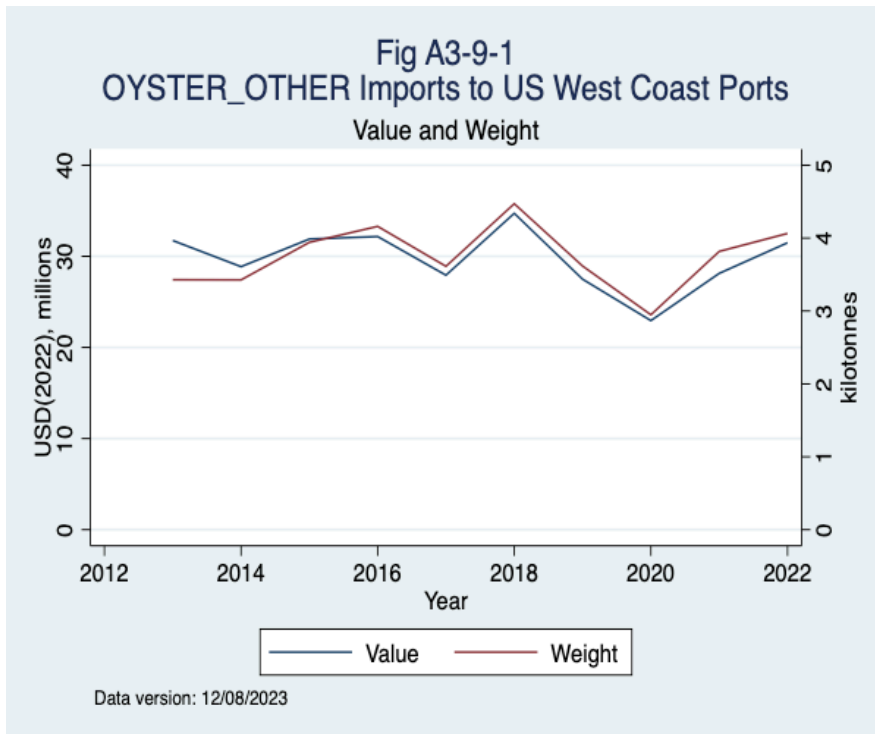 Fig A3-9-1
OYSTER_OTHER Imports to US West Coast Ports
Value and Weight
USD(2022), millions
40
30
20
10
0
5
4
3
2
1
0
kilotonnes
2012 2014 2016 2018 2020 2022
Year
Value Weight
Data version: 12/08/2023